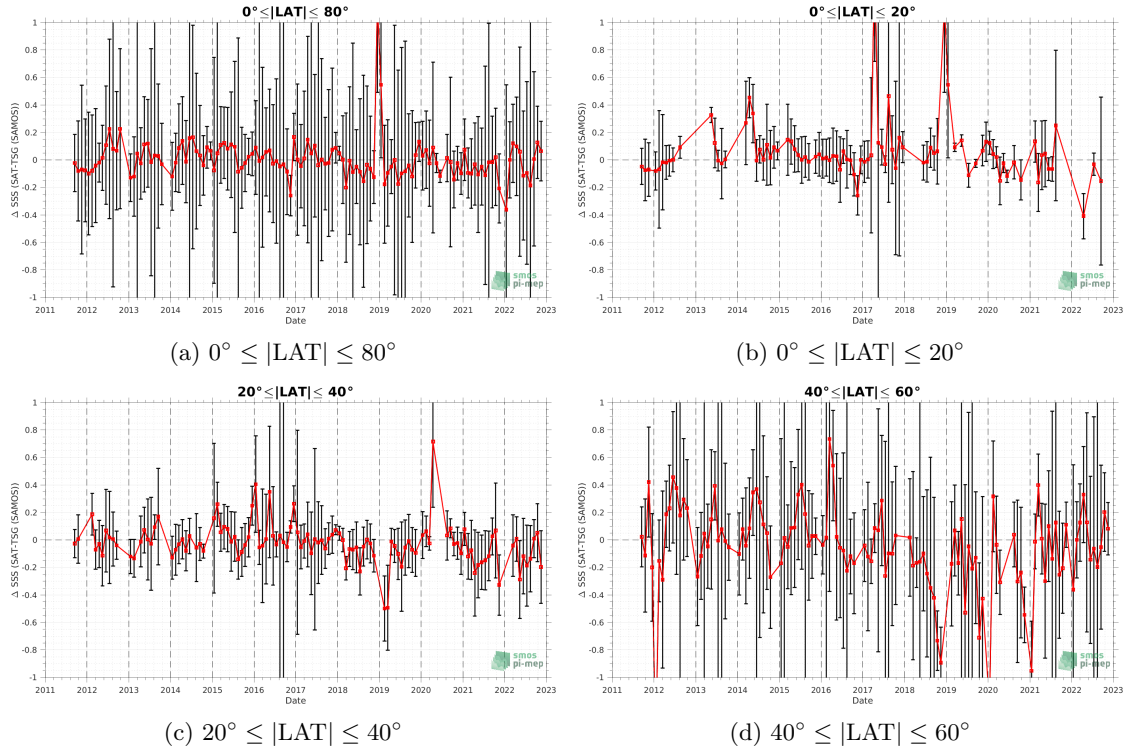 0°≤|LAT|≤ 80°
Δ SSS (SAT-TSG (SAMOS))
1
0.8
0.6
0.4
0.2
0
-0.2
-0.4
-0.6
-0.8
-1
2011 2012 2013 2014 2015 2016 2017 2018 2019 2020 2021 2022 2023
Date
smos
pi-mep
(a) 0° ≤ |LAT| ≤ 80°
0°≤|LAT|≤ 20°
Δ SSS (SAT-TSG (SAMOS))
1
0.8
0.6
0.4
0.2
0
-0.2
-0.4
-0.6
-0.8
-1
2011 2012 2013 2014 2015 2016 2017 2018 2019 2020 2021 2022 2023
Date
smos
pi-mep
(b) 0° ≤ |LAT| ≤ 20°
20°≤|LAT|≤ 40°
Δ SSS (SAT-TSG (SAMOS))
1
0.8
0.6
0.4
0.2
0
-0.2
-0.4
-0.6
-0.8
-1
2011 2012 2013 2014 2015 2016 2017 2018 2019 2020 2021 2022 2023
Date
smos
pi-mep
(c) 20° ≤ |LAT| ≤ 40°
40°≤|LAT|≤ 60°
Δ SSS (SAT-TSG (SAMOS))
1
0.8
0.6
0.4
0.2
0
-0.2
-0.4
-0.6
-0.8
-1
2011 2012 2013 2014 2015 2016 2017 2018 2019 2020 2021 2022 2023
Date
smos
pi-mep
(d) 40° ≤ |LAT| ≤ 60°